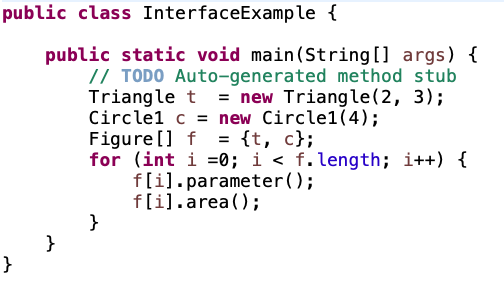 public class InterfaceExample {
public static void main(String[] args) {
// TODO Auto-generated method stub
Triangle t  = new Triangle(2, 3);
Circle1 c = new Circle1(4);
Figure[] f  = {t, c};
for (int i =0; i < f.length; i++) {
f[i].parameter();
f[i].area();
}
}
}